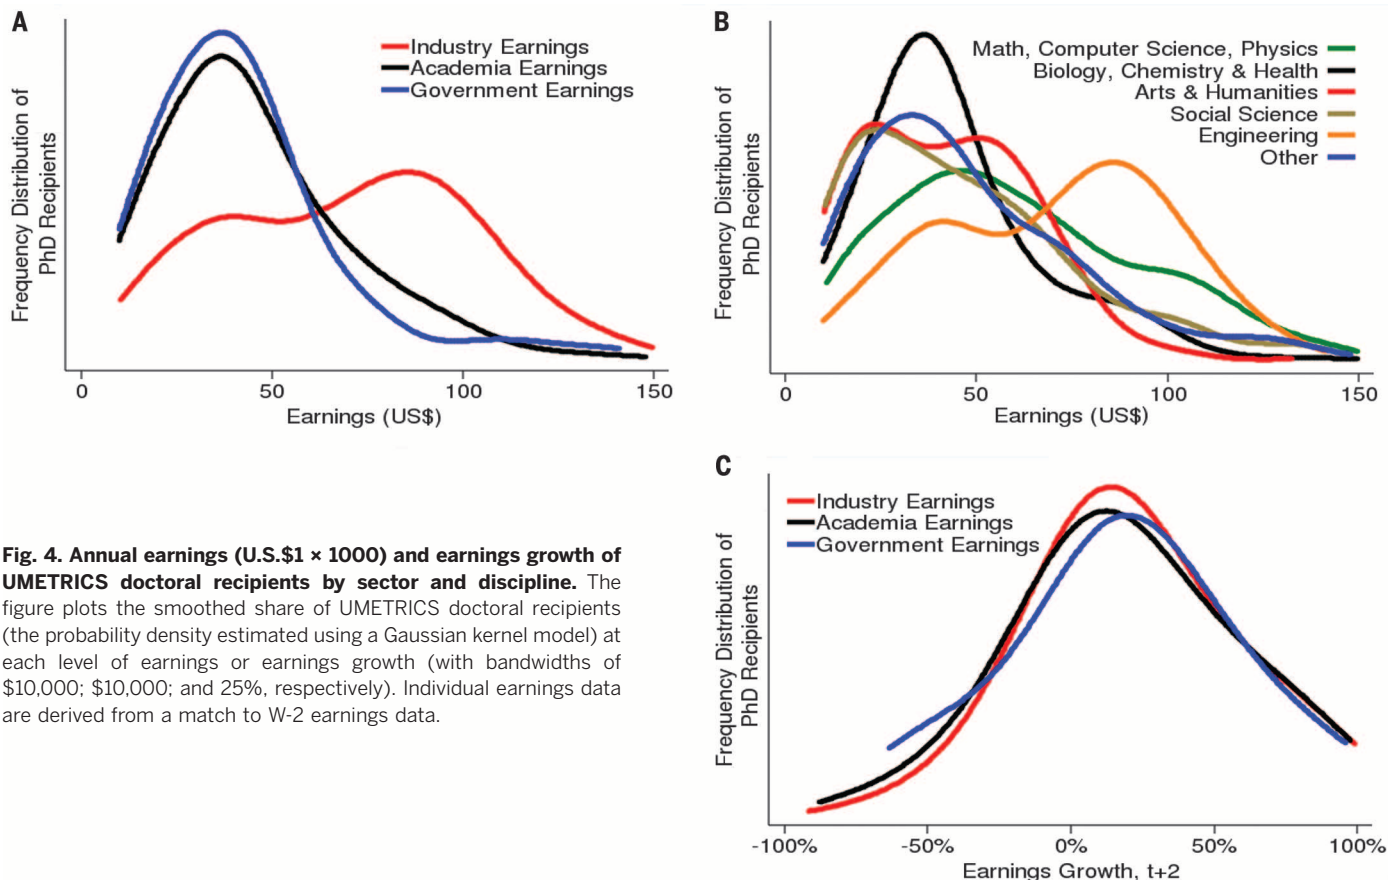 A
Frequency Distribution of
PhD Recipients
Industry Earnings
Academia Earnings
Government Earnings
0 50 100 150
Earnings (US$)
B
Frequency Distribution of
PhD Recipients
Math, Computer Science, Physics
Biology, Chemistry & Health
Arts & Humanities
Social Science
Engineering
Other
0 50 100 150
Earnings (US$)
Fig. 4. Annual earnings (U.S.$1 × 1000) and earnings growth of
UMETRICS doctoral recipients by sector and discipline. The
figure plots the smoothed share of UMETRICS doctoral recipients
(the probability density estimated using a Gaussian kernel model) at
each level of earnings or earnings growth (with bandwidths of
$10,000; $10,000; and 25%, respectively). Individual earnings data
are derived from a match to W-2 earnings data.
C
Frequency Distribution of
PhD Recipients
Industry Earnings
Academia Earnings
Government Earnings
-100% -50% 0% 50% 100%
Earnings Growth, t+2